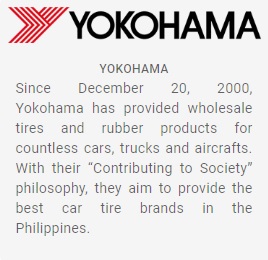 YOKOHAMA
YOKOHAMA
Since December 20, 2000,
Yokohama has provided wholesale
tires and rubber products for
countless cars, trucks and aircrafts.
With their “Contributing to Society”
philosophy, they aim to provide the
best car tire brands in the
Philippines.